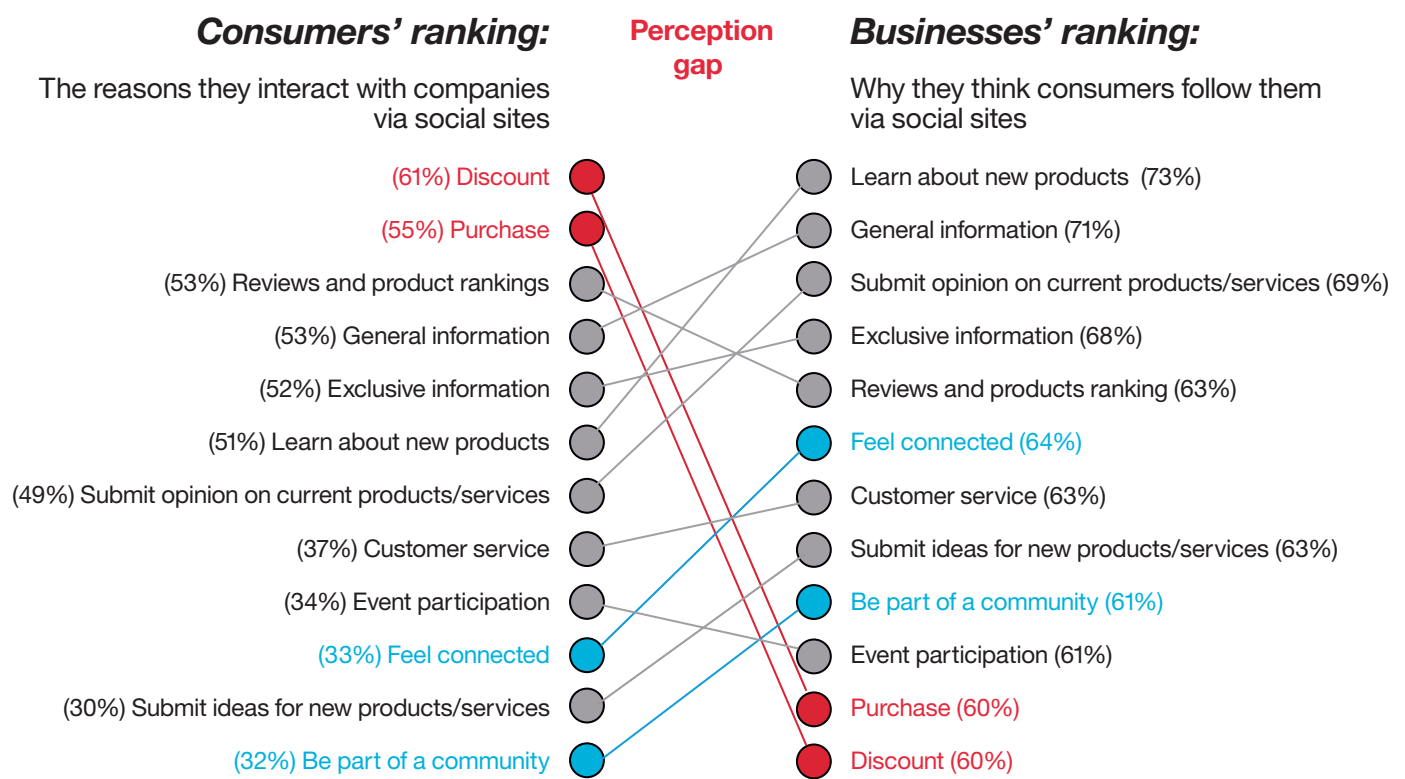 Consumers’ ranking:
The reasons they interact with companies
via social sites
Perception
gap
Businesses’ ranking:
Why they think consumers follow them
via social sites
(61%) Discount
(55%) Purchase
(53%) Reviews and product rankings
(53%) General information
(52%) Exclusive information
(51%) Learn about new products
(49%) Submit opinion on current products/services
(37%) Customer service
(34%) Event participation
(33%) Feel connected
(30%) Submit ideas for new products/services
(32%) Be part of a community
Learn about new products (73%)
General information (71%)
Submit opinion on current products/services (69%)
Exclusive information (68%)
Reviews and products ranking (63%)
Feel connected (64%)
Customer service (63%)
Submit ideas for new products/services (63%)
Be part of a community (61%)
Event participation (61%)
Purchase (60%)
Discount (60%)